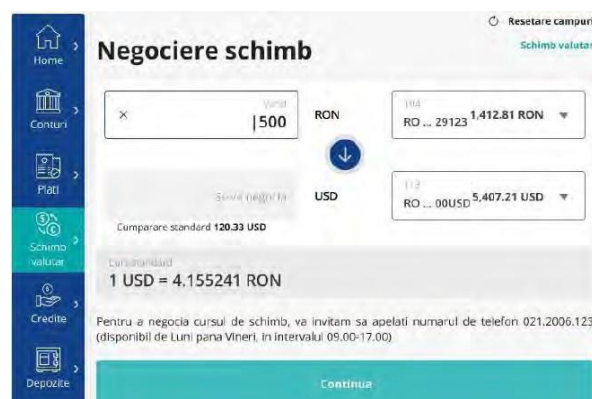 Resetare campuri
Home
Negociere schimb
Schimb valutar
Conturi
Vand
500
RON
104
RO ... 29123 1,412.81 RON
Plati
USD
113
RO ... 00USD 5,407.21 USD
Schimb
valutar
Cumparare standard 120.33 USD
Curs standard
1 USD = 4.155241 RON
Credite
Pentru a negocia cursul de schimb, va invitam sa apelati numarul de telefon 021.2006.123
(disponibil de Luni pana Vineri, in intervalul 09.00-17.00)
Depozite
Continua